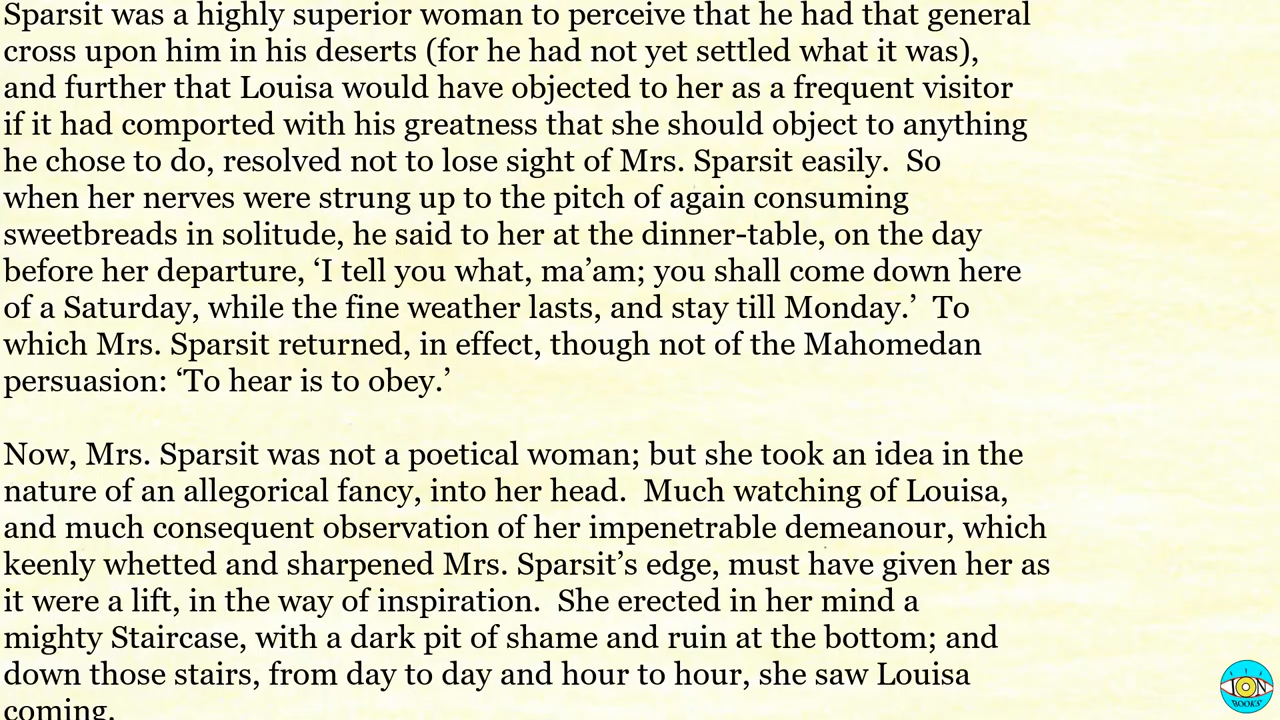 Sparsit was a highly superior woman to perceive that he had that general
cross upon him in his deserts (for he had not yet settled what it was),
and further that Louisa would have objected to her as a frequent visitor
if it had comported with his greatness that she should object to anything
he chose to do, resolved not to lose sight of Mrs. Sparsit easily.  So
when her nerves were strung up to the pitch of again consuming
sweetbreads in solitude, he said to her at the dinner-table, on the day
before her departure, ‘I tell you what, ma’am; you shall come down here
of a Saturday, while the fine weather lasts, and stay till Monday.’  To
which Mrs. Sparsit returned, in effect, though not of the Mahomedan
persuasion: ‘To hear is to obey.’

Now, Mrs. Sparsit was not a poetical woman; but she took an idea in the
nature of an allegorical fancy, into her head.  Much watching of Louisa,
and much consequent observation of her impenetrable demeanour, which
keenly whetted and sharpened Mrs. Sparsit’s edge, must have given her as
it were a lift, in the way of inspiration.  She erected in her mind a
mighty Staircase, with a dark pit of shame and ruin at the bottom; and
down those stairs, from day to day and hour to hour, she saw Louisa
coming.
ION
BOOKS